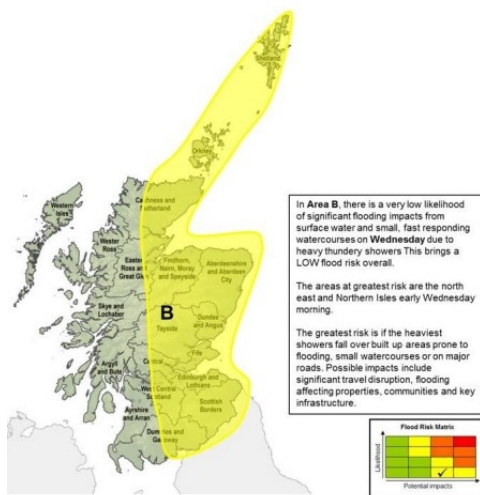 Shetland
Orkney
Western
Isles
Caithness and
Sutherland
Wester
Ross
Easter
Ross and
Great Glen
Findhorn,
Nairn, Moray
and Speyside
Aberdeenshire
and Aberdeen
City
Skye and
Lochaber
B
Tayside
Dundee
and Angus
Argyll
and Bute
Central
Fife
West Central
Scotland
Edinburgh and
Lothians
Ayrshire
and Arran
Scottish
Borders
Dumfries and
Galloway
In Area B, there is a very low likelihood
of significant flooding impacts from
surface water and small, fast responding
watercourses on Wednesday due to
heavy thundery showers This brings a
LOW flood risk overall.
The areas at greatest risk are the north
east and Northern Isles early Wednesday
morning.
The greatest risk is if the heaviest
showers fall over built up areas prone to
flooding, small watercourses or on major
roads. Possible impacts include
significant travel disruption, flooding
affecting properties, communities and key
infrastructure.
Flood Risk Matrix
Likelihood
Potential impacts